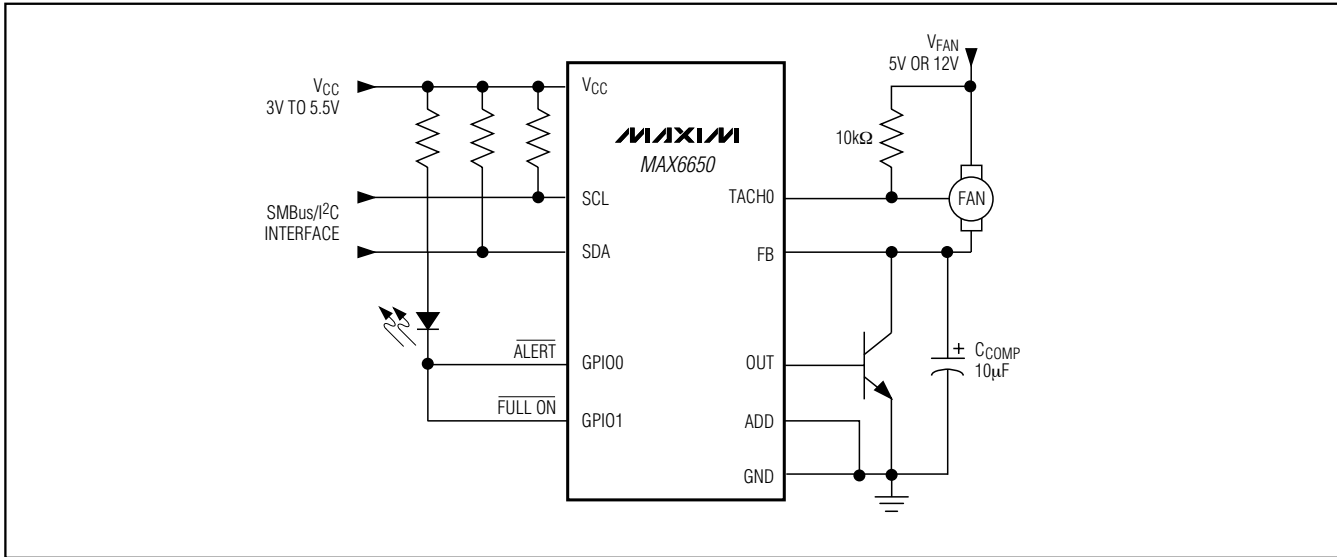 VCC
3V TO 5.5V
SMBus/I2C
INTERFACE
VCC
MAXIM
MAX6650
SCL
SDA
ALERT
GPIO0
FULL ON
GPIO1
TACH0
FB
OUT
ADD
GND
VFAN
5V OR 12V
10kΩ
FAN
+
CCOMP
10μF